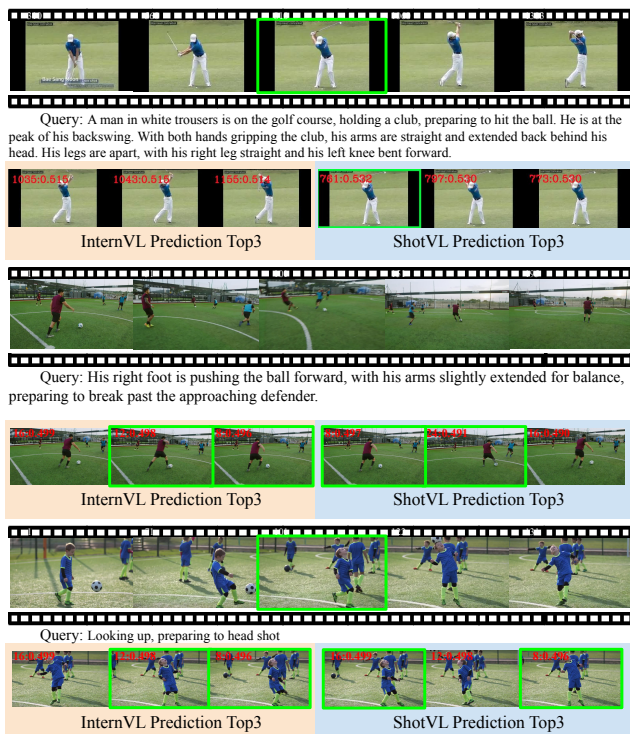 Query: A man in white trousers is on the golf course, holding a club, preparing to hit the ball. He is at the
peak of his backswing. With both hands gripping the club, his arms are straight and extended back behind his
head. His legs are apart, with his right leg straight and his left knee bent forward.
1035:0.516 1043:0.515 1155:0.514 761:0.532 797:0.530 773:0.530
InternVL Prediction Top3 ShotVL Prediction Top3
Query: His right foot is pushing the ball forward, with his arms slightly extended for balance,
preparing to break past the approaching defender.
InternVL Prediction Top3 ShotVL Prediction Top3
Query: Looking up, preparing to head shot
16:0.499
InternVL Prediction Top3 ShotVL Prediction Top3